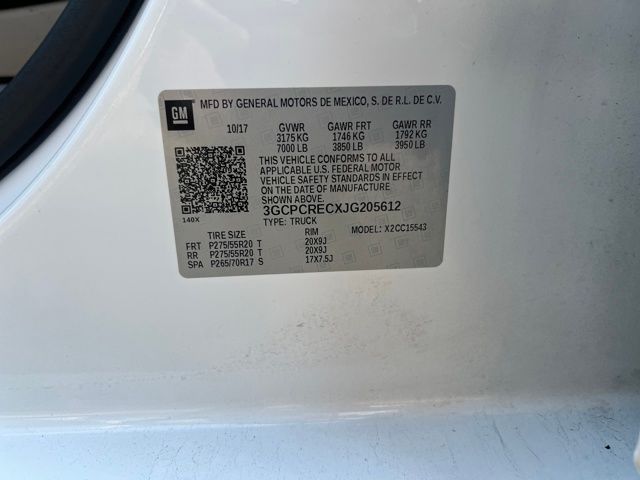 GM MFD BY GENERAL MOTORS DE MEXICO, S. DE R.L. DE C.V.
10/17 GVWR GAWR FRT GAWR RR
3175 KG 1746 KG 1792 KG
7000 LB 3850 LB 3950 LB
THIS VEHICLE CONFORMS TO ALL
APPLICABLE U.S. FEDERAL MOTOR
VEHICLE SAFETY STANDARDS IN EFFECT
ON THE DATE OF MANUFACTURE
SHOWN ABOVE.
140X 3GCPCRECXJG205612
TYPE: TRUCK MODEL: X2CC15543
TIRE SIZE RIM
FRT P275/55R20 T 20X9J
RR P275/55R20 T 20X9J
SPA P265/70R17 S 17X7.5J